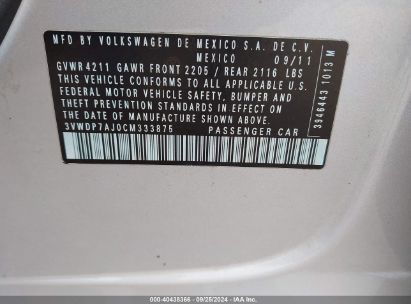 MFD BY VOLKSWAGEN DE MEXICO S.A. DE C.V.
MEXICO 09/11
GVWR 4211 GAWR FRONT 2205 / REAR 2116 LBS
THIS VEHICLE CONFORMS TO ALL APPLICABLE U.S.
FEDERAL MOTOR VEHICLE SAFETY, BUMPER AND
THEFT PREVENTION STANDARDS IN EFFECT ON
THE DATE OF MANUFACTURE SHOWN ABOVE.
3VWDP7AJ0CM333875 PASSENGER CAR
3946443 1013 M
000-40438366 - 09/25/2024 - IAA, Inc.